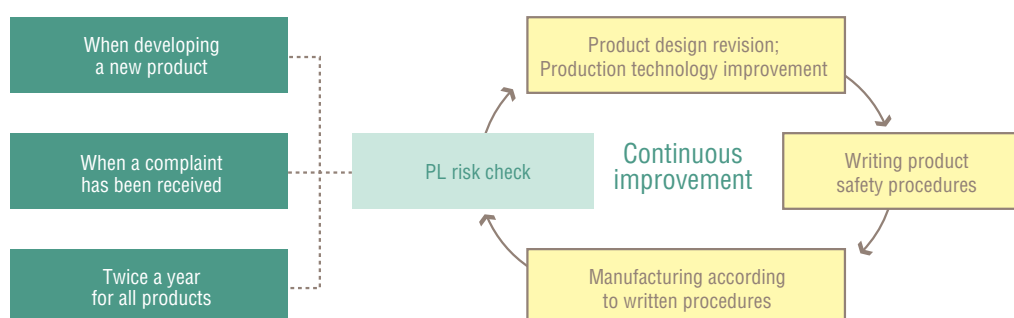 When developing
a new product
When a complaint
has been received
Twice a year
for all products
PL risk check
Product design revision;
Production technology improvement
Continuous
improvement
Writing product
safety procedures
Manufacturing according
to written procedures